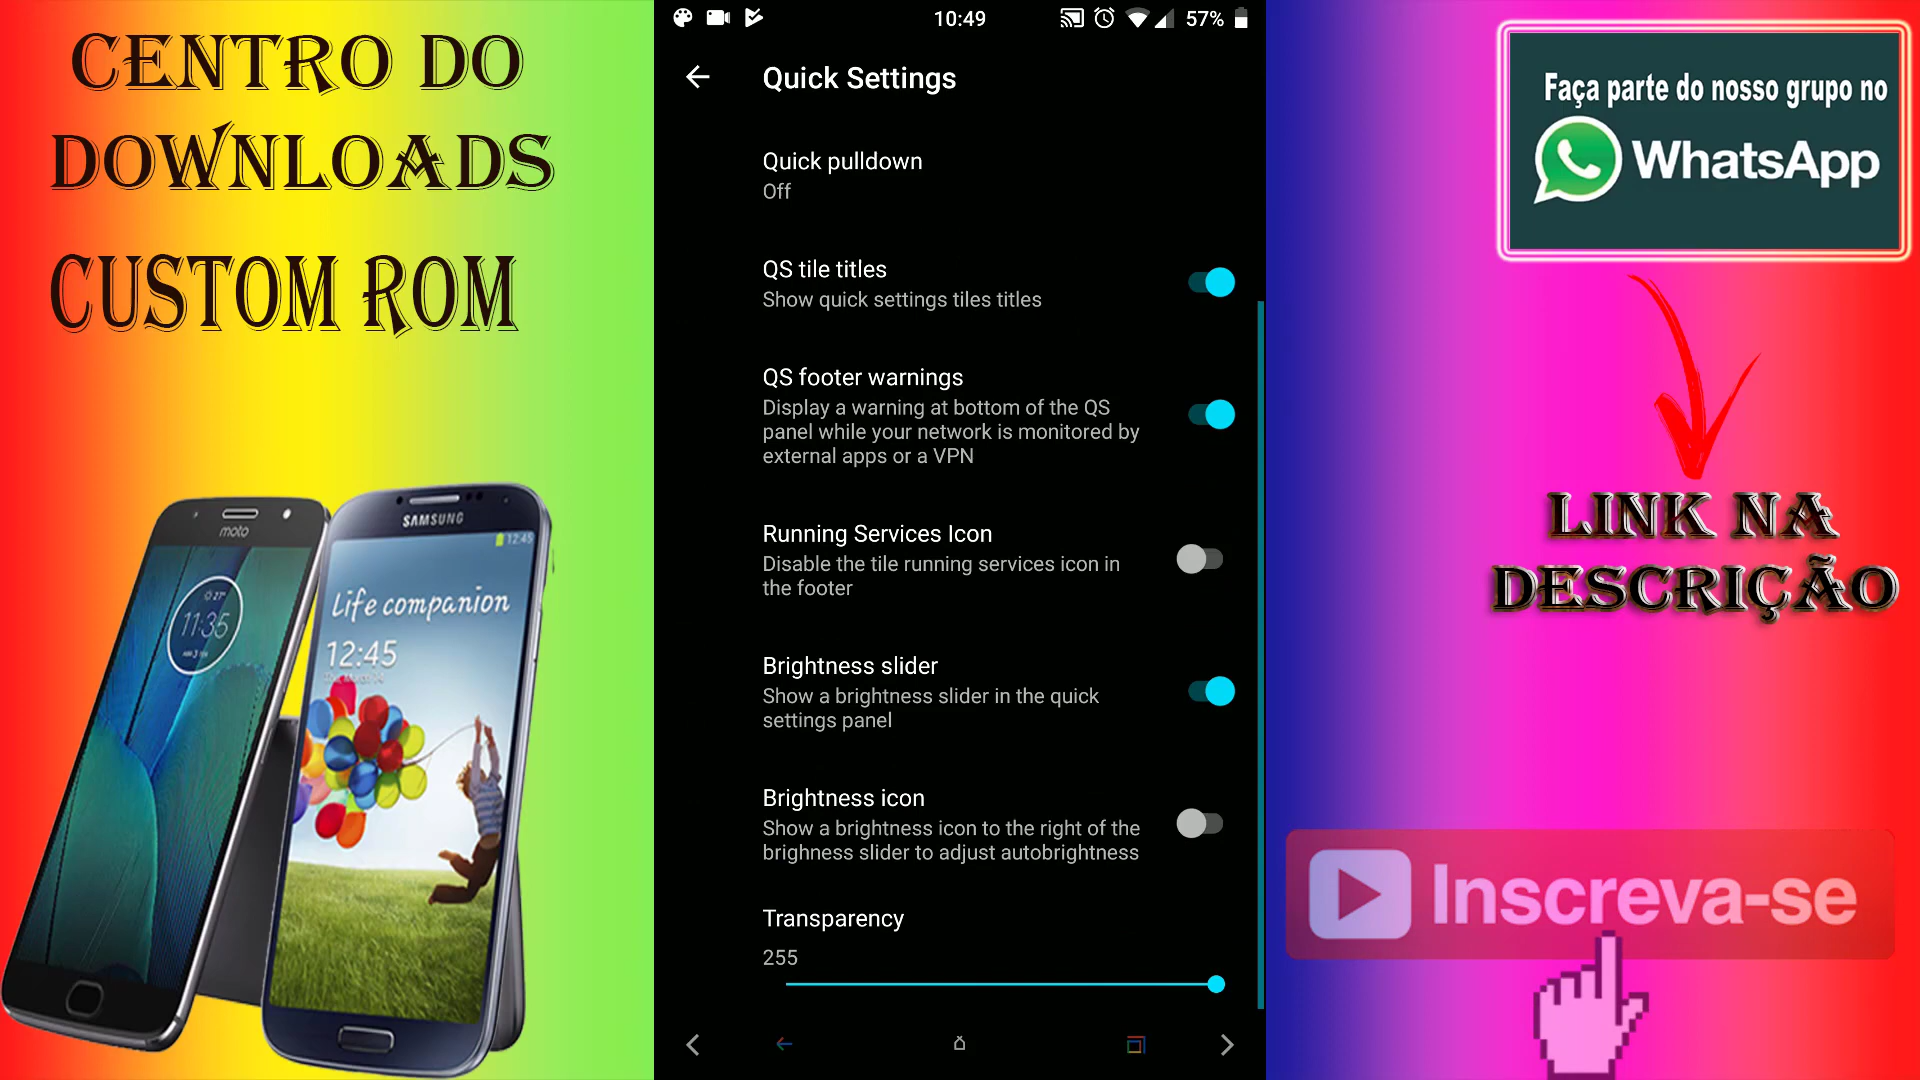 CENTRO DO
DOWNLOADS
CUSTOM ROM
moto
27°
11:35
SAMSUNG
12:45
Life companion
12:45
10:49
57%
Quick Settings
Quick pulldown
Off
QS tile titles
Show quick settings tiles titles
QS footer warnings
Display a warning at bottom of the QS
panel while your network is monitored by
external apps or a VPN
Running Services Icon
Disable the tile running services icon in
the footer
Brightness slider
Show a brightness slider in the quick
settings panel
Brightness icon
Show a brightness icon to the right of the
brighness slider to adjust autobrightness
Transparency
255
Faça parte do nosso grupo no
WhatsApp
LINK NA
DESCRIÇÃO
Inscreva-se